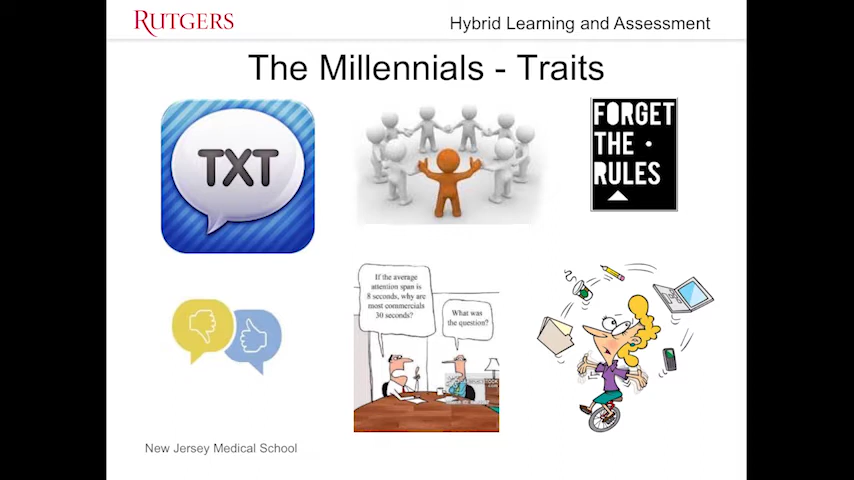 RUTGERS
Hybrid Learning and Assessment
The Millennials - Traits
TXT
FORGET
THE •
RULES
If the average
attention span is
8 seconds, why are
most commercials
30 seconds?
What was
the question?
New Jersey Medical School